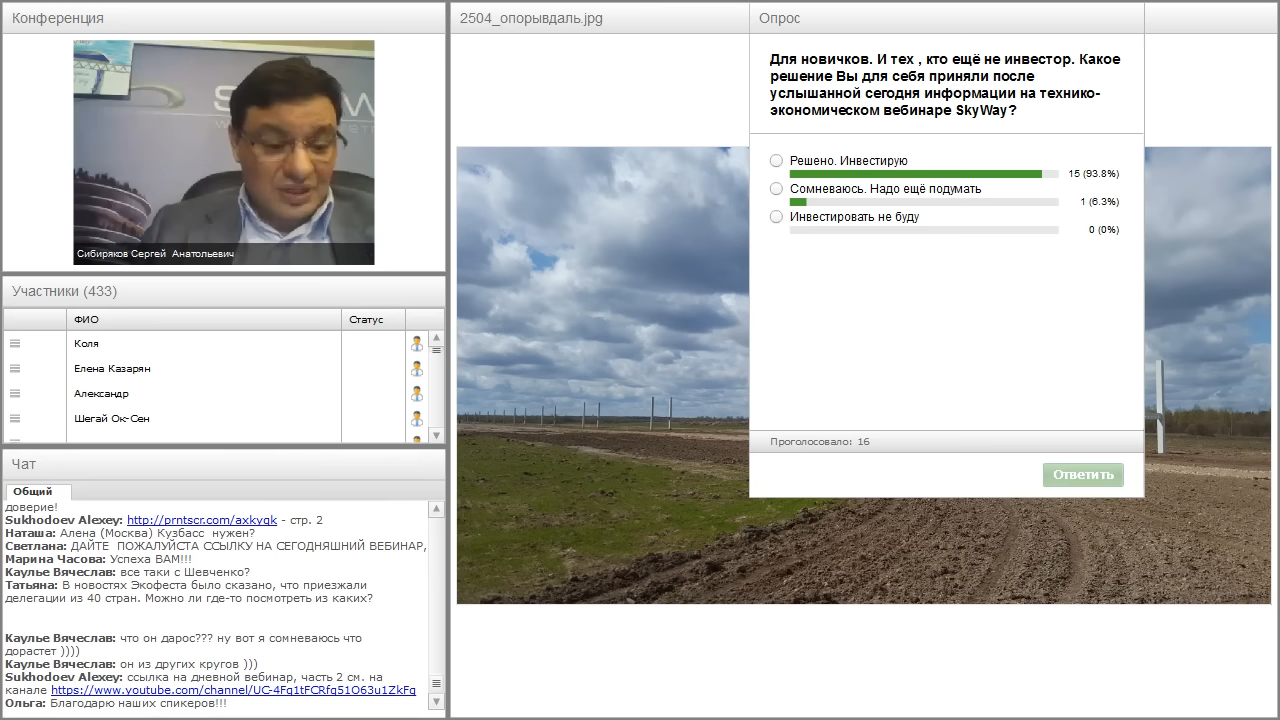 Конференция
Сибиряков Сергей Анатольевич
Участники (433)
ФИО
Статус
Коля
Елена Казарян
Александр
Шегай Ок-Сен
Чат
Общий
доверие!
Sukhodoev Alexey: http://prntscr.com/axkyqk - стр. 2
Наташа: Алена (Москва) Кузбасс нужен?
Светлана: ДАЙТЕ ПОЖАЛУЙСТА ССЫЛКУ НА СЕГОДНЯШНИЙ ВЕБИНАР,
Марина Часова: Успеха ВАМ!!!
Каулье Вячеслав: все таки с Шевченко?
Татьяна: В новостях Экофеста было сказано, что приезжали
делегации из 40 стран. Можно ли где-то посмотреть из каких?
Каулье Вячеслав: что он дарос??? ну вот я сомневаюсь что
дорастет ))))
Каулье Вячеслав: он из других кругов )))
Sukhodoev Alexey: ссылка на дневной вебинар, часть 2 см. на
канале https://www.youtube.com/channel/UC-4Fq1tFCRfq51O63u1ZkFg
Ольга: Благодарю наших спикеров!!!
2504_опорывдаль.jpg
Опрос
Для новичков. И тех , кто ещё не инвестор. Какое
решение Вы для себя приняли после
услышанной сегодня информации на технико-
экономическом вебинаре SkyWay?
Решено. Инвестирую
15 (93.8%)
Сомневаюсь. Надо ещё подумать
1 (6.3%)
Инвестировать не буду
0 (0%)
Проголосовало: 16
Ответить